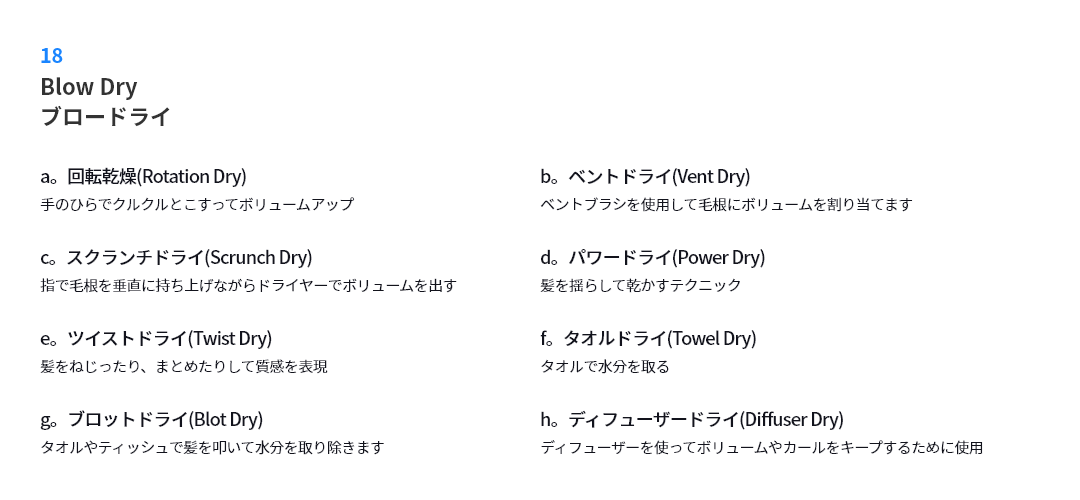 18
Blow Dry
ブロードライ
a。回転乾燥(Rotation Dry)
手のひらでクルクルとこすってボリュームアップ
b。ベントドライ(Vent Dry)
ベントブラシを使用して毛根にボリュームを割り当てます
c。スクランチドライ(Scrunch Dry)
指で毛根を垂直に持ち上げながらドライヤーでボリュームを出す
d。パワードライ(Power Dry)
髪を揺らして乾かすテクニック
e。ツイストドライ(Twist Dry)
髪をねじったり、まとめたりして質感を表現
f。タオルドライ(Towel Dry)
タオルで水分を取る
g。ブロットドライ(Blot Dry)
タオルやティッシュで髪を叩いて水分を取り除きます
h。ディフューザードライ(Diffuser Dry)
ディフューザーを使ってボリュームやカールをキープするために使用